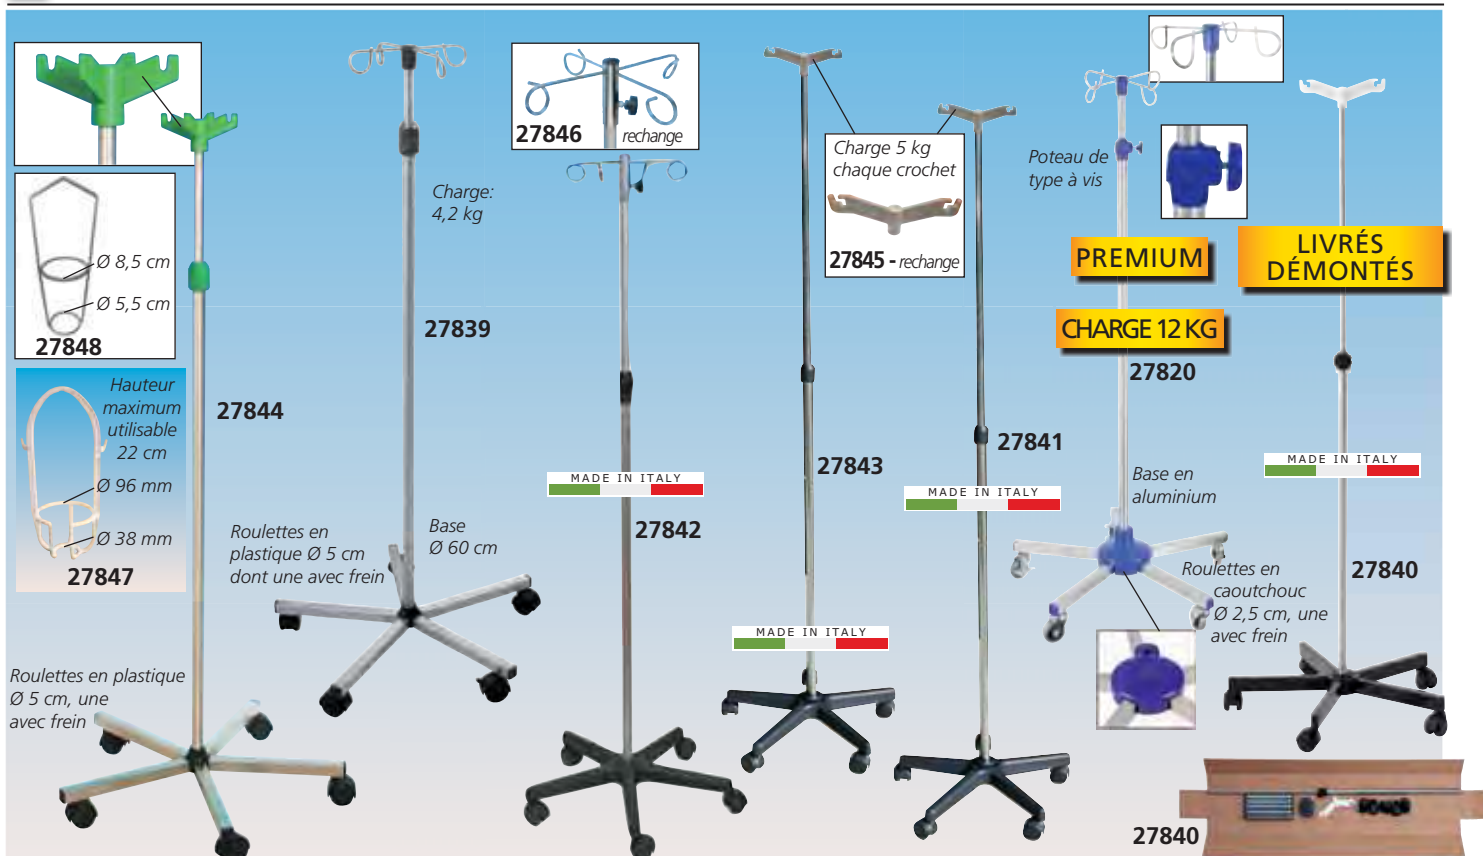 Ø 8,5 cm
Ø 5,5 cm
27848
Hauteur
maximum
utilisable
22 cm
Ø 96 mm
Ø 38 mm
27847
27844
Roulettes en plastique
Ø 5 cm, une
avec frein
Charge:
4,2 kg
27839
Roulettes en
plastique Ø 5 cm
dont une avec frein
Base
Ø 60 cm
27846 rechange
MADE IN ITALY
27842
Charge 5 kg
chaque crochet
27845 - rechange
27843
MADE IN ITALY
27841
MADE IN ITALY
Poteau de
type à vis
PREMIUM
CHARGE 12 KG
27820
Base en
aluminium
Roulettes en
caoutchouc
Ø 2,5 cm, une
avec frein
LIVRÉS
DÉMONTÉS
MADE IN ITALY
27840
27840